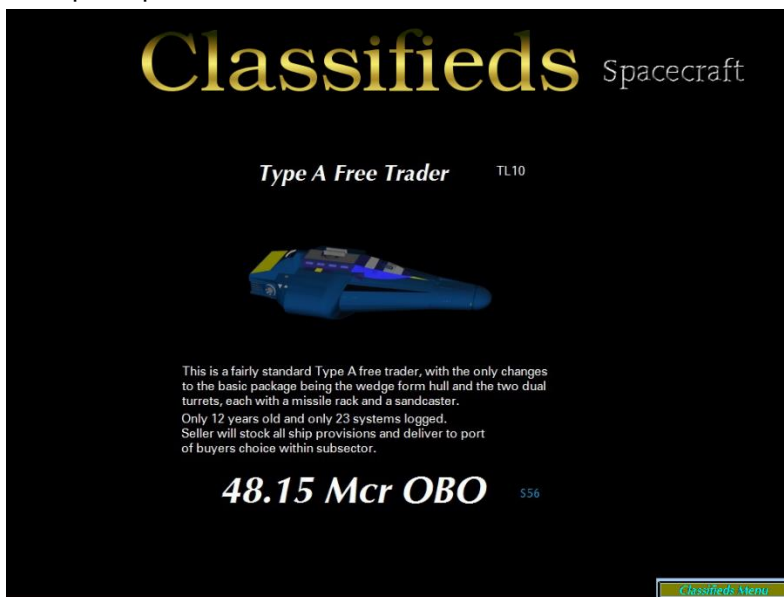 Classifieds Spacecraft
Type A Free Trader TL10
This is a fairly standard Type A free trader, with the only changes
to the basic package being the wedge form hull and the two dual
turrets, each with a missile rack and a sandcaster.
Only 12 years old and only 23 systems logged.
Seller will stock all ship provisions and deliver to port
of buyers choice within subsector.
48.15 Mcr OBO S56
Classifieds Menu